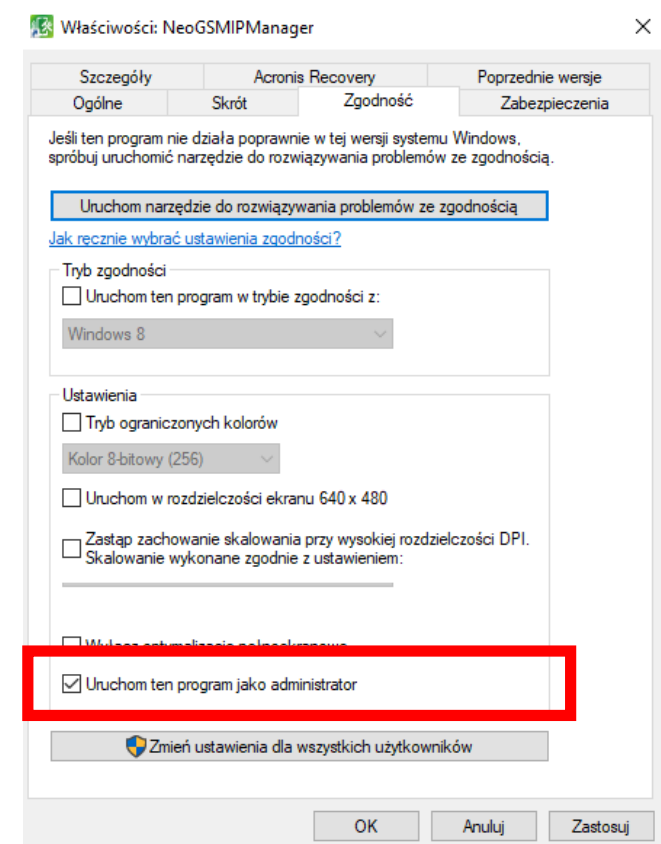 Właściwości: NeoGSMIPManager
Szczegóły Acronis Recovery Poprzednie wersje
Ogólne Skrót Zgodność Zabezpieczenia
Jeśli ten program nie działa poprawnie w tej wersji systemu Windows,
spróbuj uruchomić narzędzie do rozwiązywania problemów ze zgodnością.
Uruchom narzędzie do rozwiązywania problemów ze zgodnością
Jak ręcznie wybrać ustawienia zgodności?
Tryb zgodności
Uruchom ten program w trybie zgodności z:
Windows 8
Ustawienia
Tryb ograniczonych kolorów
Kolor 8-bitowy (256)
Uruchom w rozdzielczości ekranu 640 x 480
Zastąp zachowanie skalowania przy wysokiej rozdzielczości DPI.
Skalowanie wykonane zgodnie z ustawieniem:
Uruchom ten program jako administrator
Zmień ustawienia dla wszystkich użytkowników
OK Anuluj Zastosuj